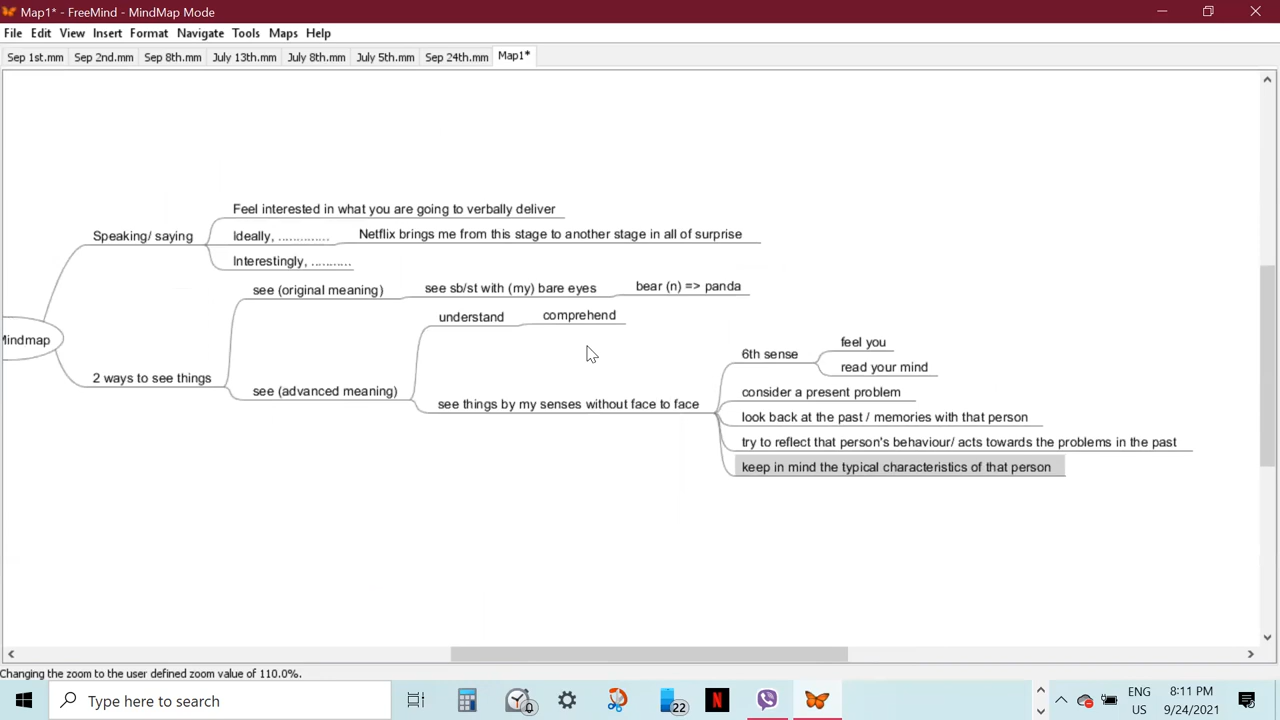 Map1* - FreeMind - MindMap Mode
File Edit View Insert Format Navigate Tools Maps Help
Sep 1st.mm Sep 2nd.mm Sep 8th.mm July 13th.mm July 8th.mm July 5th.mm Sep 24th.mm Map1*
Feel interested in what you are going to verbally deliver
Speaking/ saying
Ideally, .............. Netflix brings me from this stage to another stage in all of surprise
Interestingly, ...........
see (original meaning) see sb/st with (my) bare eyes bear (n) => panda
understand comprehend
Mindmap
2 ways to see things
see (advanced meaning)
see things by my senses without face to face
6th sense
feel you
read your mind
consider a present problem
look back at the past / memories with that person
try to reflect that person's behaviour/ acts towards the problems in the past
keep in mind the typical characteristics of that person
Changing the zoom to the user defined zoom value of 110.0%.
Type here to search
0
22
N
ENG
US
8:11 PM
9/24/2021